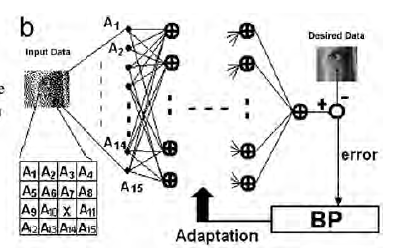 b
Input Data
A1
A2
A14
A15
Desired Data
+ -
error
BP
Adaptation
A1 A2 A3 A4
A5 A6 A7 A8
A9 A10 X A11
A12 A13 A14 A15